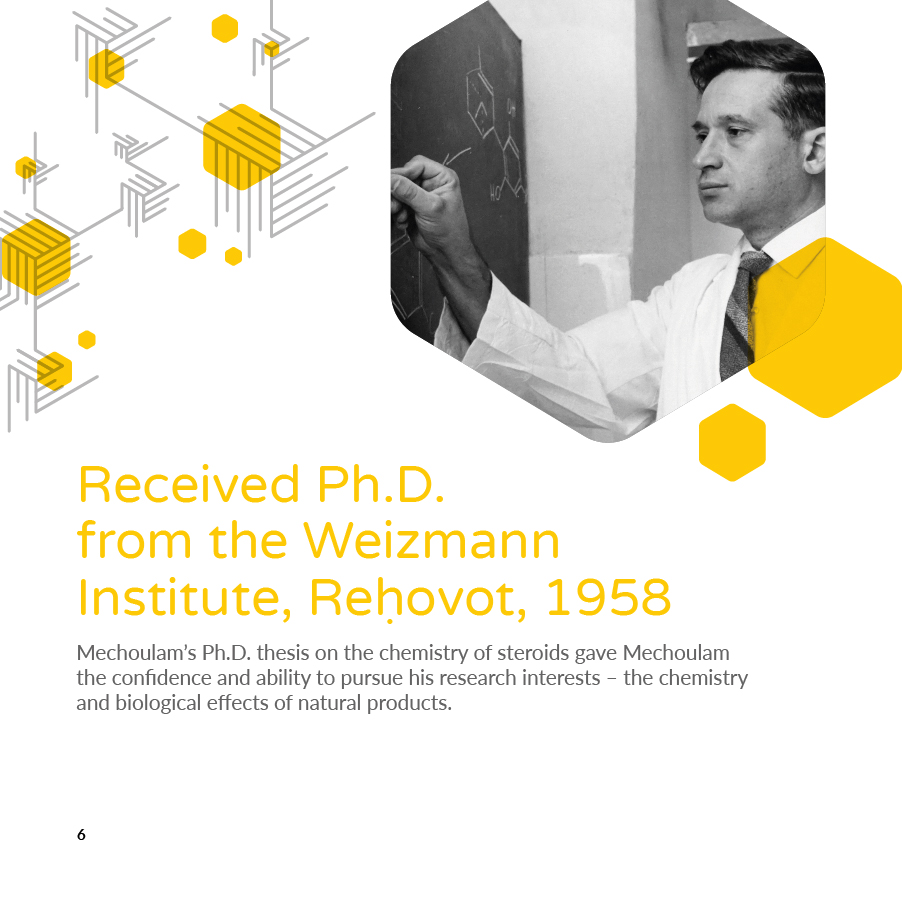 S
HO
Received Ph.D.
from the Weizmann
Institute, Reḥovot, 1958
Mechoulam’s Ph.D. thesis on the chemistry of steroids gave Mechoulam
the confidence and ability to pursue his research interests – the chemistry
and biological effects of natural products.
6